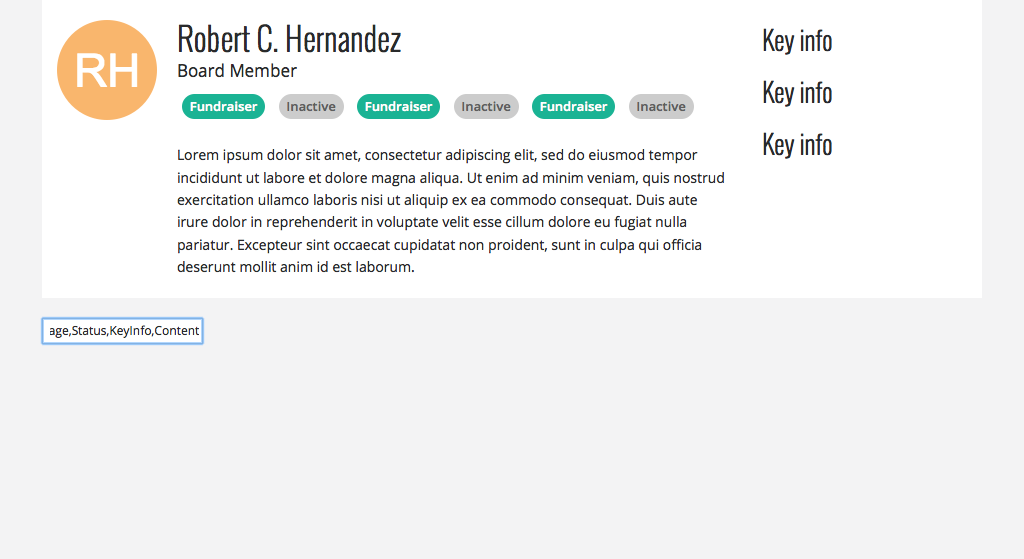 RH
Robert C. Hernandez
Board Member
Fundraiser Inactive Fundraiser Inactive Fundraiser Inactive
Lorem ipsum dolor sit amet, consectetur adipiscing elit, sed do eiusmod tempor
incididunt ut labore et dolore magna aliqua. Ut enim ad minim veniam, quis nostrud
exercitation ullamco laboris nisi ut aliquip ex ea commodo consequat. Duis aute
irure dolor in reprehenderit in voluptate velit esse cillum dolore eu fugiat nulla
pariatur. Excepteur sint occaecat cupidatat non proident, sunt in culpa qui officia
deserunt mollit anim id est laborum.
Key info
Key info
Key info
age,Status,KeyInfo,Content